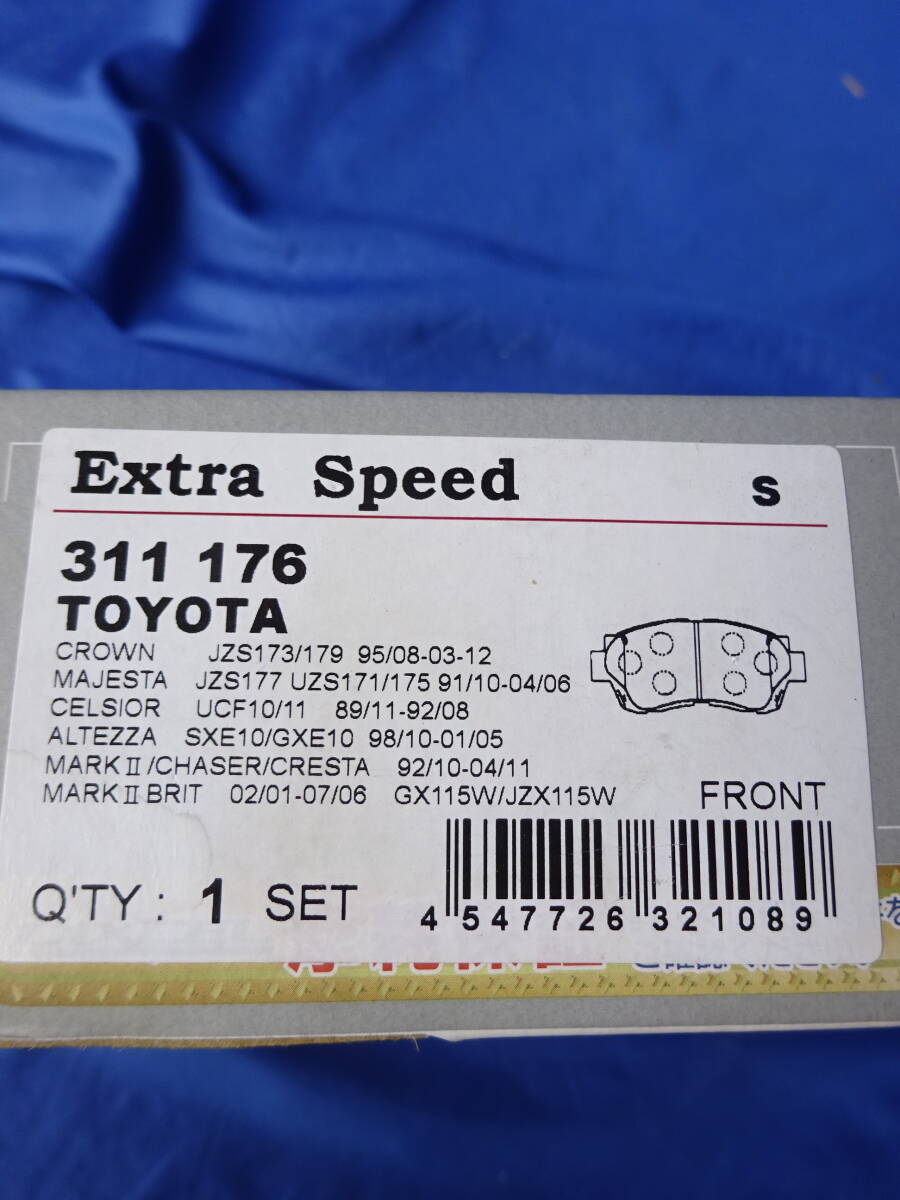 Extra Speed S
311 176
TOYOTA
CROWN JZS173/179 95/08-03-12
MAJESTA JZS177 UZS171/175 91/10-04/06
CELSIOR UCF10/11 89/11-92/08
ALTEZZA SXE10/GXE10 98/10-01/05
MARKⅡ/CHASER/CRESTA 92/10-04/11
MARKⅡBRIT 02/01-07/06 GX115W/JZX115W
FRONT
Q'TY : 1 SET
4 547726 321089